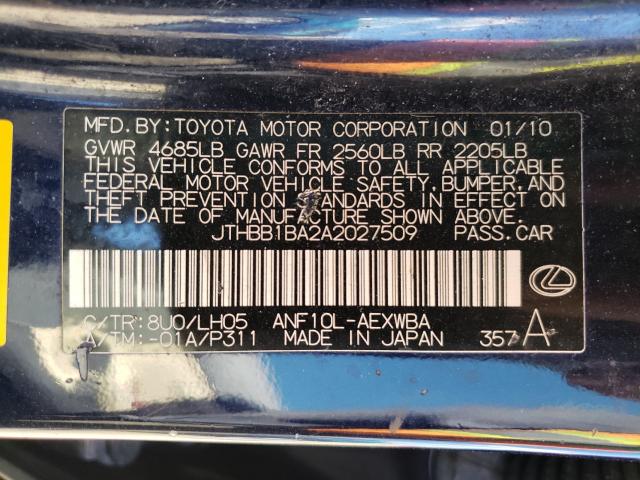 MFD. BY: TOYOTA MOTOR CORPORATION 01/10
GVWR 4685LB GAWR FR 2560LB RR 2205LB
THIS VEHICLE CONFORMS TO ALL APPLICABLE
FEDERAL MOTOR VEHICLE SAFETY, BUMPER, AND
THEFT PREVENTION STANDARDS IN EFFECT ON
THE DATE OF MANUFACTURE SHOWN ABOVE.
JTHBB1BA2A2027509 PASS. CAR
C/TR: 8U0/LH05 ANF10L-AEXWBA
A/TM: -01A/P311 MADE IN JAPAN 357 A